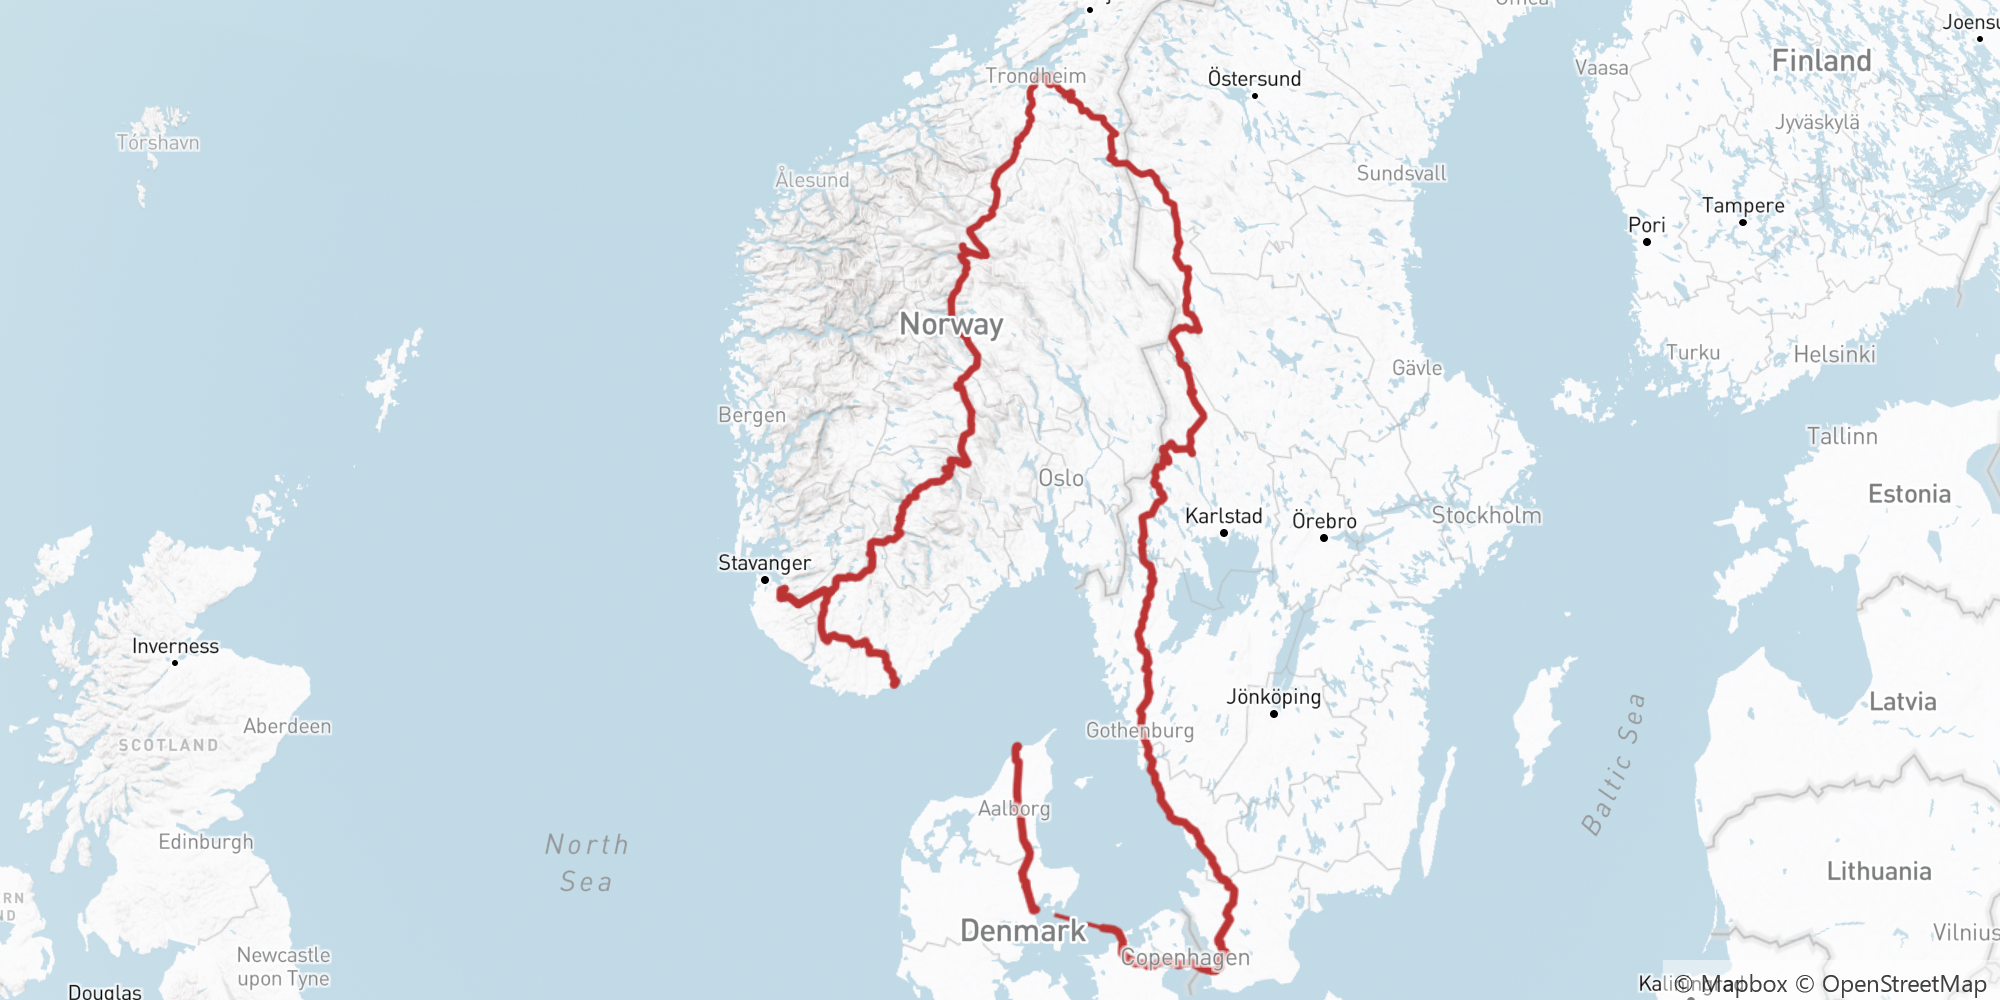 Joensu
Finland
Trondheim
Östersund
Vaasa
Tórshavn
Jyväskylä
Ålesund
Sundsvall
Tampere
Pori
Norway
Turku
Helsinki
Gävle
Bergen
Tallinn
Oslo
Estonia
Karlstad
Örebro
Stockholm
Stavanger
Inverness
Jönköping
Latvia
Aberdeen
SCOTLAND
Gothenburg
Baltic Sea
Aalborg
Edinburgh
North
Sea
Lithuania
RN
ND
Denmark
Vilnius
Newcastle
upon Tyne
Copenhagen
Douglas
© Mapbox © OpenStreetMap